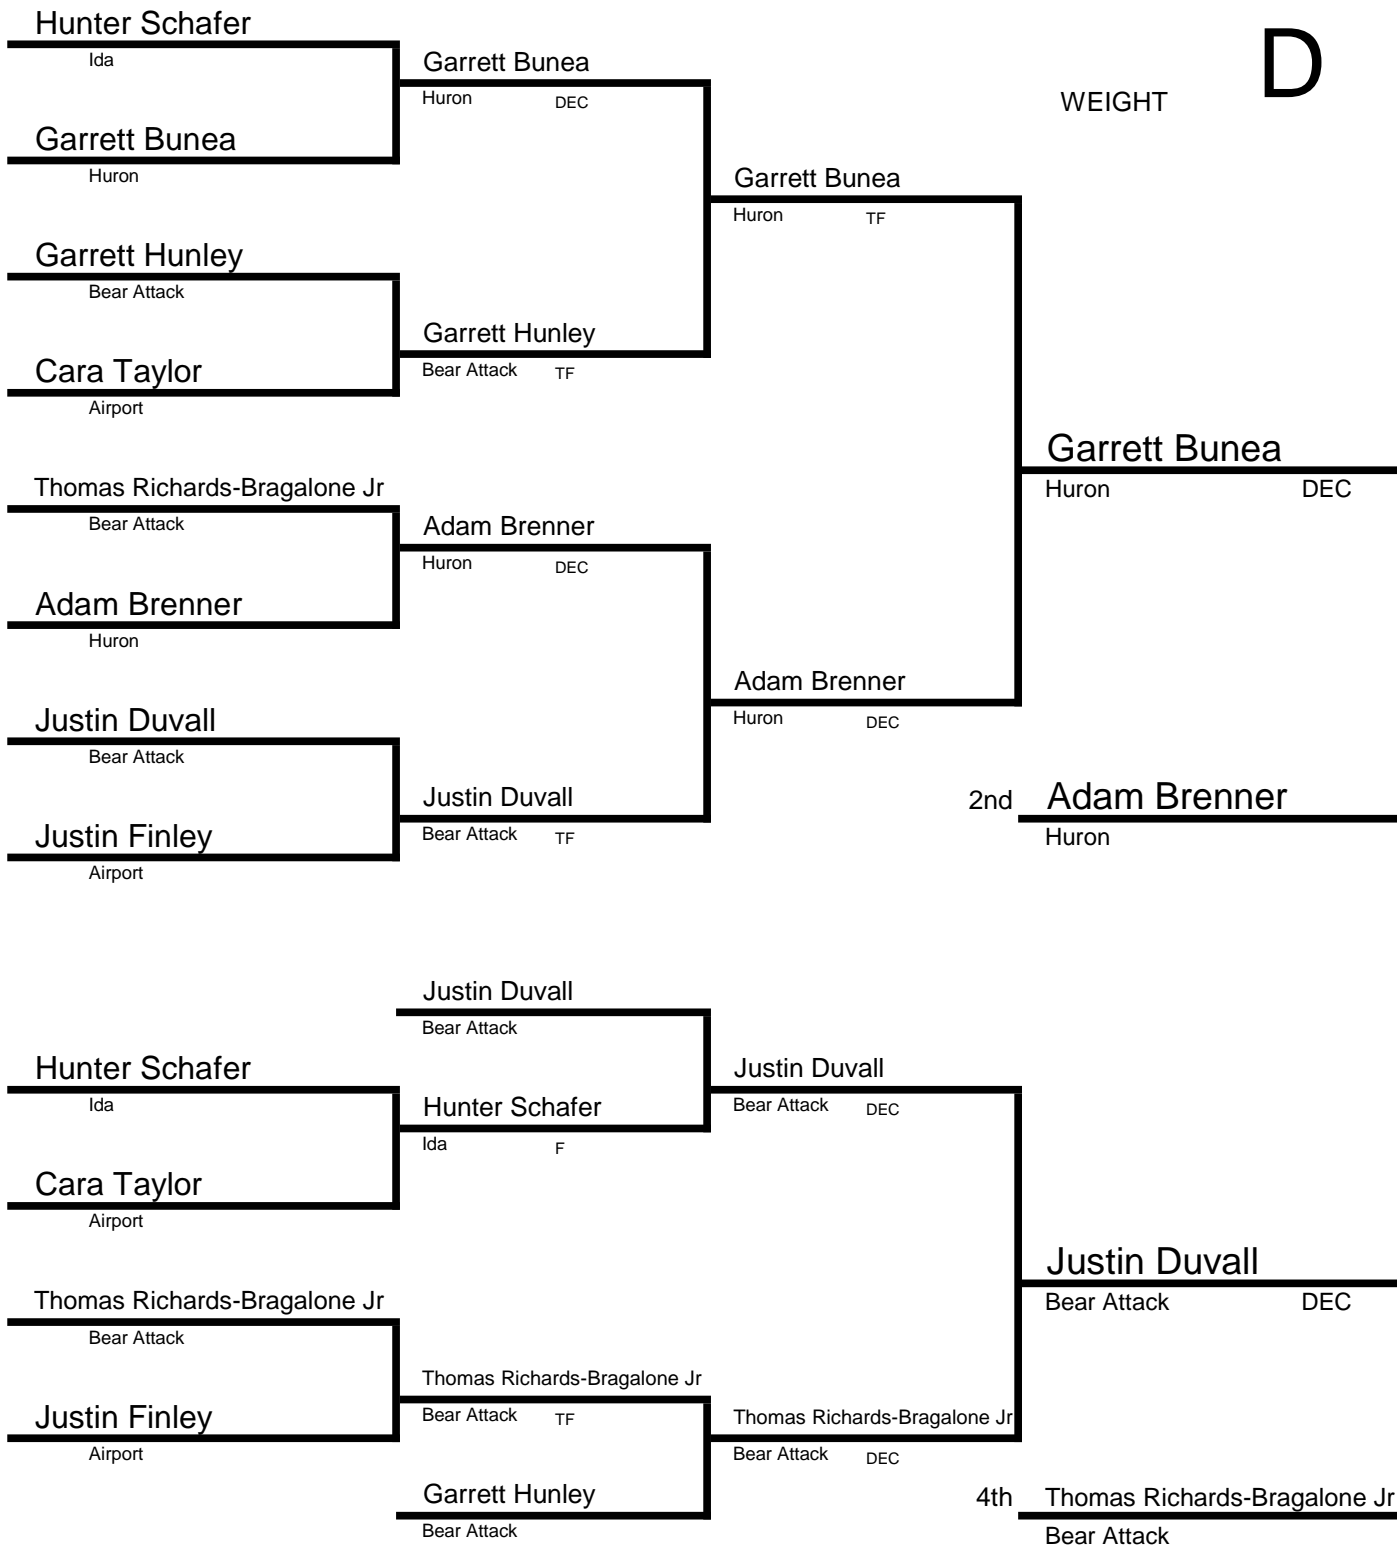 Hunter Schafer
Ida
Garrett Bunea
Huron DEC
WEIGHT D
Garrett Bunea
Huron
Garrett Bunea
Huron TF
Garrett Hunley
Bear Attack
Garrett Hunley
Bear Attack TF
Cara Taylor
Airport
Garrett Bunea
Huron DEC
Thomas Richards-Bragalone Jr
Bear Attack
Adam Brenner
Huron DEC
Adam Brenner
Huron
Adam Brenner
Huron DEC
Justin Duvall
Bear Attack
Justin Duvall
Bear Attack TF
2nd Adam Brenner
Huron
Justin Finley
Airport
Justin Duvall
Bear Attack
Hunter Schafer
Ida
Justin Duvall
Bear Attack DEC
Hunter Schafer
Ida F
Cara Taylor
Airport
Justin Duvall
Bear Attack DEC
Thomas Richards-Bragalone Jr
Bear Attack
Thomas Richards-Bragalone Jr
Bear Attack TF
Justin Finley
Airport
Thomas Richards-Bragalone Jr
Bear Attack DEC
Garrett Hunley
Bear Attack
4th Thomas Richards-Bragalone Jr
Bear Attack